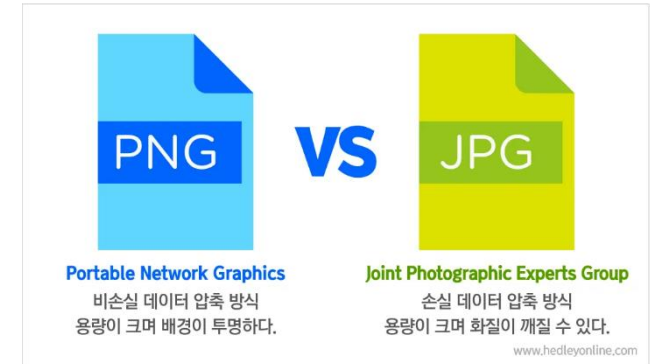 PNG
VS
JPG
Portable Network Graphics
비손실 데이터 압축 방식
용량이 크며 배경이 투명하다.
Joint Photographic Experts Group
손실 데이터 압축 방식
용량이 크며 화질이 깨질 수 있다.
www.hedleyonline.com